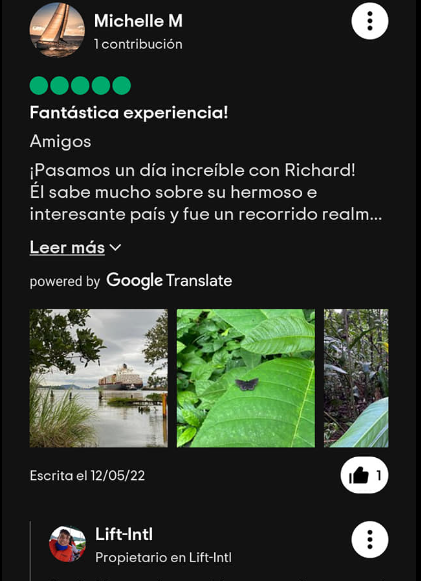 Michelle M
1 contribución
Fantástica experiencia!
Amigos
¡Pasamos un día increíble con Richard!
Él sabe mucho sobre su hermoso e
interesante país y fue un recorrido realm...
Leer más
powered by Google Translate
Escrita el 12/05/22
1
Lift-Intl
Propietario en Lift-Intl